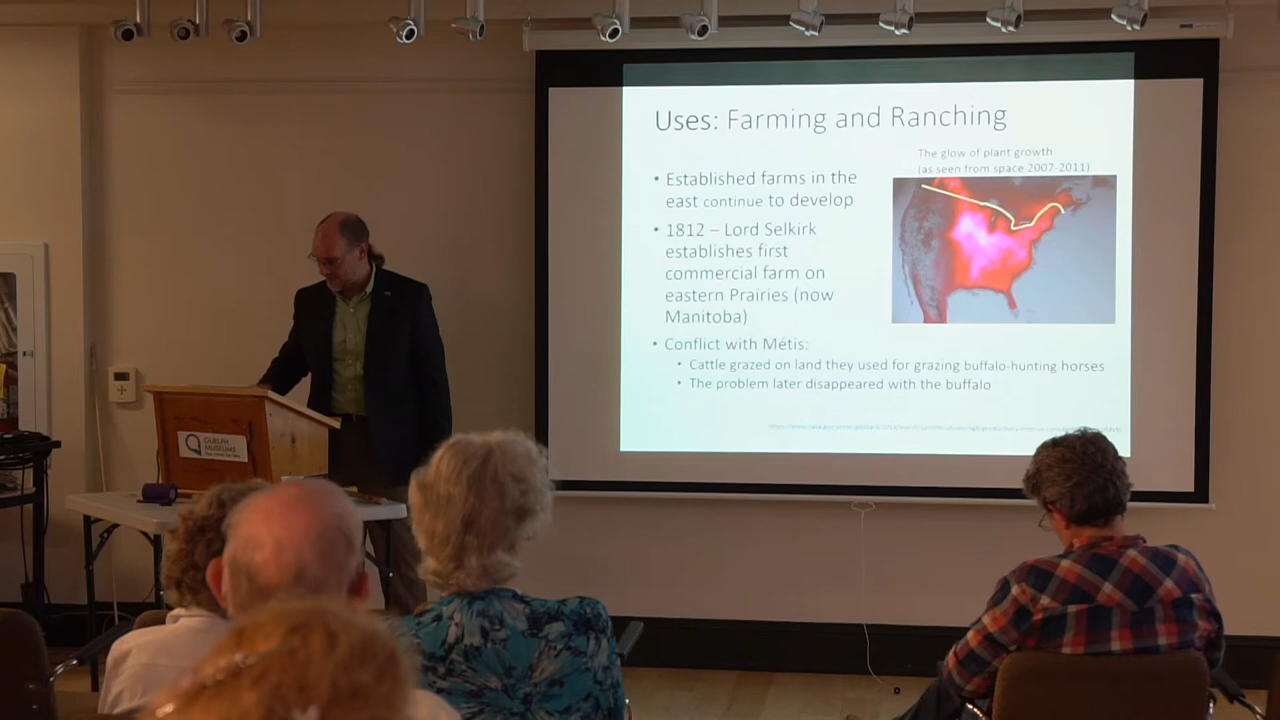 Uses: Farming and Ranching
The glow of plant growth
(as seen from space 2007-2011)
• Established farms in the
east continue to develop
• 1812 – Lord Selkirk
establishes first
commercial farm on
eastern Prairies (now
Manitoba)
• Conflict with Métis:
• Cattle grazed on land they used for grazing buffalo-hunting horses
• The problem later disappeared with the buffalo
GUELPH
MUSEUMS